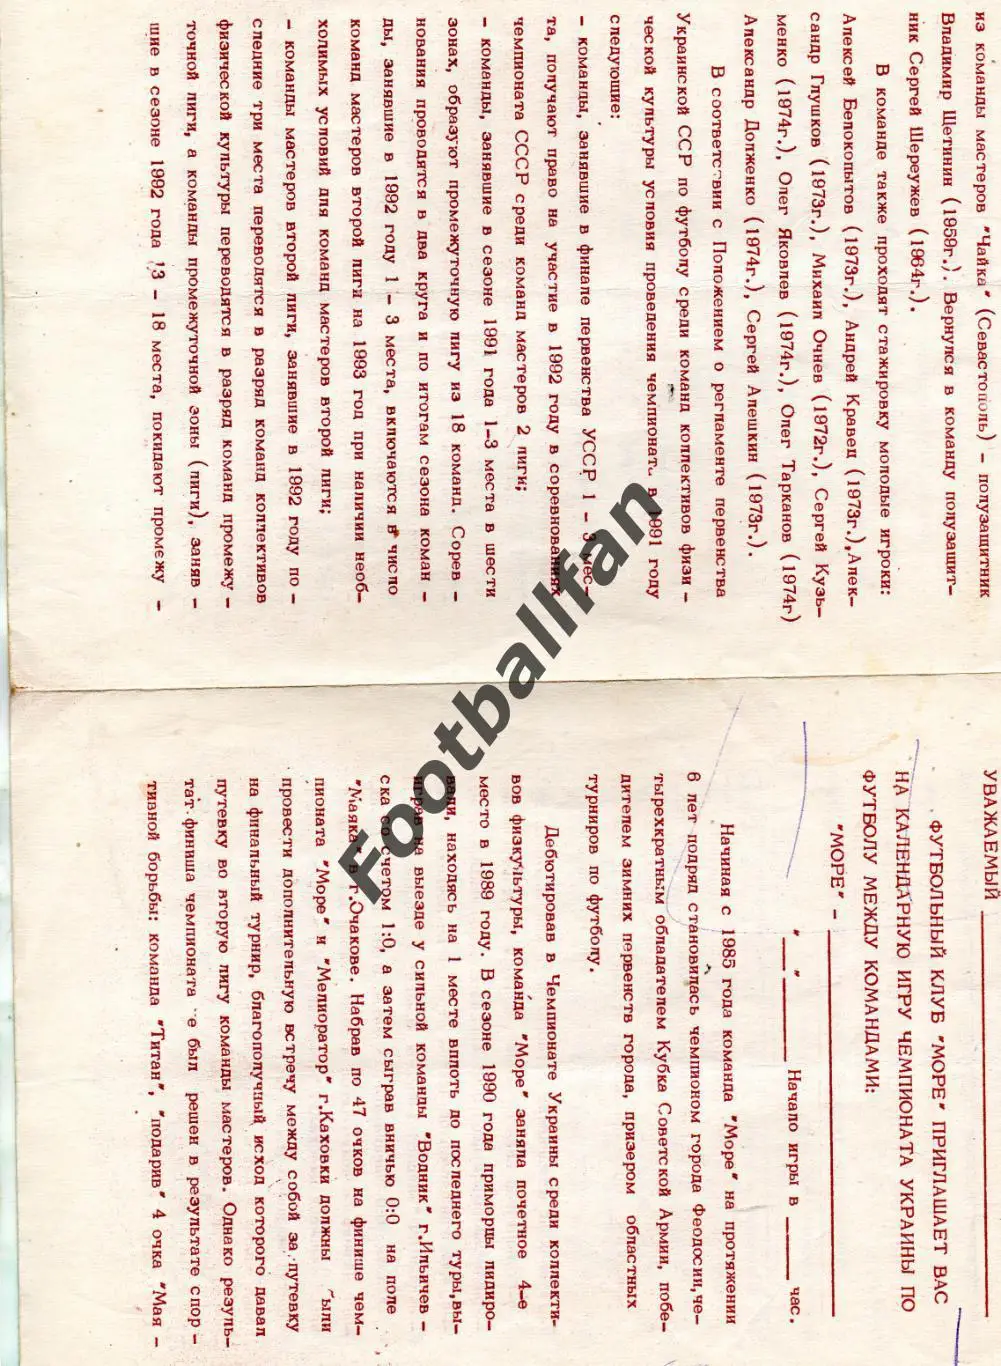 из команды мастеров "Чайка" (Севастополь) - полузащитник
Владимир Щетинин (1959г.). Вернулся в команду полузащит-
ник Сергей Шереужев (1964г.).
В команде также проходят стажировку молодые игроки:
Алексей Белокопытов (1973г.), Андрей Кравец (1973г.),Алек-
сандр Глушков (1973г.), Михаил Очнев (1972г.), Сергей Кузь-
менко (1974г.), Олег Яковлев (1974г.), Олег Тарканов (1974г)
Александр Долженко (1974г.), Сергей Алешкин (1973г.).
В соответствии с Положением о регламенте первенства
Украинской ССР по футболу среди команд коллективов физи -
ческой культуры условия проведения чемпионата в 1991 году
следующие:
- команды, занявшие в финале первенства УССР 1 - 3 мес-
та, получают право на участие в 1992 году в соревнованиях
чемпионата СССР среди команд мастеров 2 лиги;
- команды, занявшие в сезоне 1991 года 1-3 места в шести
зонах, образуют промежуточную лигу из 18 команд. Сорев -
нования проводятся в два круга и по итогам сезона коман -
ды, занявшие в 1992 году 1 - 3 места, включаются в число
команд мастеров второй лиги на 1993 год при наличии необ-
холимых условий для команд мастеров второй лиги;
- команды мастеров второй лиги, занявшие в 1992 году по -
следние три места переводятся в разряд команд коллективов
физической культуры переводятся в разряд команд промежу -
точной лиги, а команды промежуточной зоны (лиги), заняв -
шие в сезоне 1992 года 13 - 18 места, покидают промежу -
УВАЖАЕМЫЙ
ФУТБОЛЬНЫЙ КЛУБ "МОРЕ" ПРИГЛАШАЕТ ВАС
НА КАЛЕНДАРНУЮ ИГРУ ЧЕМПИОНАТА УКРАИНЫ ПО
ФУТБОЛУ МЕЖДУ КОМАНДАМИ:
"МОРЕ" -
" " Начало игры в час.
Начиная с 1985 года команда "Море" на протяжении
6 лет подряд становилась чемпионом города Феодосии,че-
тырехкратным обладателем Кубка Советской Армии, побе-
дителем зимних первенств города, призером областных
турниров по футболу.
Дебютировав в Чемпионате Украины среди коллекти-
вов физкультуры, команда "Море" заняла почетное 4-е
место в 1989 году. В сезоне 1990 года приморцы лидиро-
вали, находясь на 1 месте вплоть до последнего туры,вы-
играв на выезде у сильной команды "Водник" г.Ильичев -
ска со счетом 1:0, а затем сыграв вничью 0:0 на поле
"Маяка" в г.Очакове. Набрав по 47 очков на финише чем-
пионата "Море" и "Мелиоратор" г.Каховки должны были
провести дополнительную встречу между собой за путевку
на финальный турнир, благополучный исход которого давал
путевку во вторую лигу команды мастеров. Однако резуль-
тат финиша чемпионата не был решен в результате спор -
тивной борьбы: команда "Титан", "подарив" 4 очка "Мая -
Footballfan